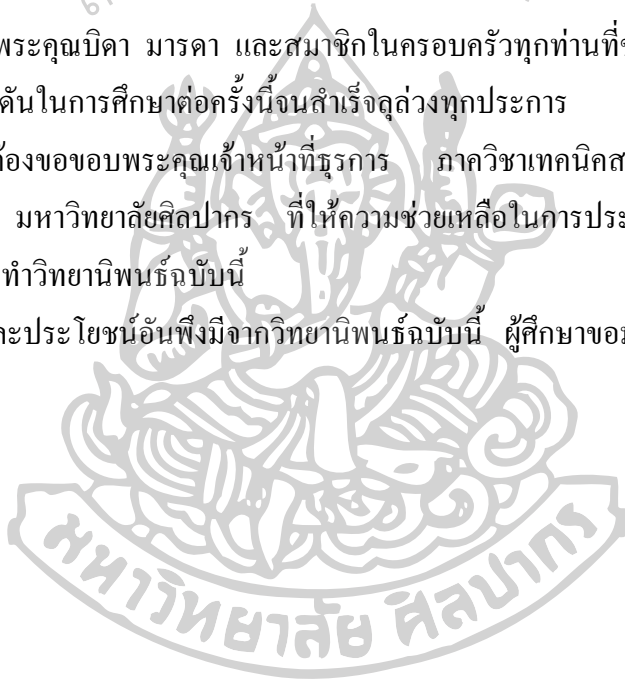 พระคุณบิดา มารดา และสมาชิกในครอบครัวทุกท่านที่
ดันในการศึกษาต่อครั้งนี้จนสำเร็จลุล่วงทุกประการ
้องขอขอบพระคุณเจ้าหน้าที่ธุรการ ภาควิชาเทคนิคส
มหาวิทยาลัยศิลปากร ที่ให้ความช่วยเหลือในการประ
ทำวิทยานิพนธ์ฉบับนี้
ละประโยชน์อันพึงมีจากวิทยานิพนธ์ฉบับนี้ ผู้ศึกษาขอม
มหาวิทยาลัย ศิลปากร